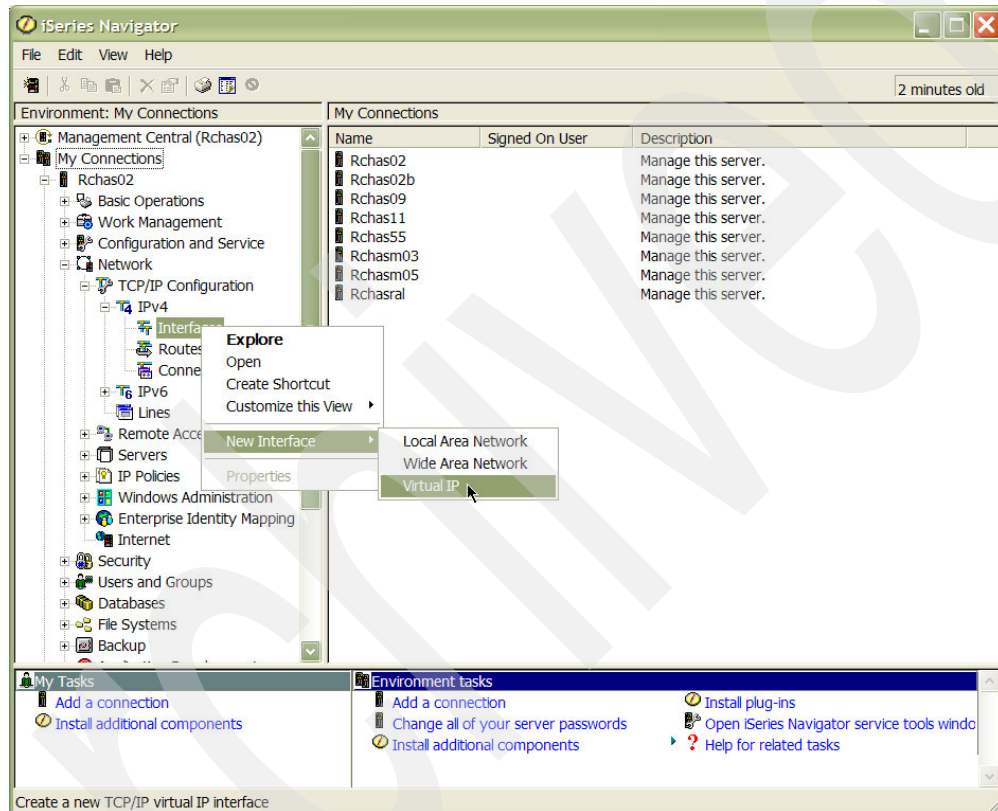 iSeries Navigator
File Edit View Help
2 minutes old
Environment: My Connections
My Connections
Management Central (Rchas02)
My Connections
Rchas02
Basic Operations
Work Management
Configuration and Service
Network
TCP/IP Configuration
IPv4
Interfaces
Routes
Conne
IPv6
Lines
Remote Acce
Servers
IP Policies
Windows Administration
Enterprise Identity Mapping
Internet
Security
Users and Groups
Databases
File Systems
Backup
Name Signed On User Description
Rchas02 Manage this server.
Rchas02b Manage this server.
Rchas09 Manage this server.
Rchas11 Manage this server.
Rchas55 Manage this server.
Rchasm03 Manage this server.
Rchasm05 Manage this server.
Rchasral Manage this server.
Explore
Open
Create Shortcut
Customize this View
New Interface
Properties
Local Area Network
Wide Area Network
Virtual IP
My Tasks
Add a connection
Install additional components
Environment tasks
Add a connection
Change all of your server passwords
Install additional components
Install plug-ins
Open iSeries Navigator service tools windo
Help for related tasks
Create a new TCP/IP virtual IP interface